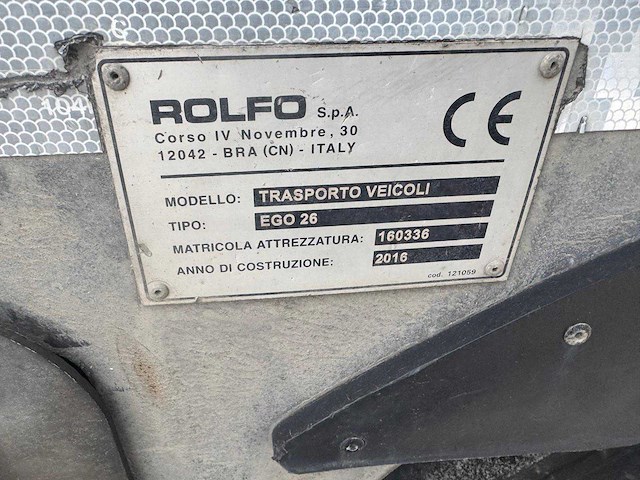 ROLFO S.p.A.
Corso IV Novembre, 30
12042 - BRA (CN) - ITALY
CE
MODELLO: TRASPORTO VEICOLI
TIPO: EGO 26
MATRICOLA ATTREZZATURA: 160336
ANNO DI COSTRUZIONE: 2016
cod. 121059